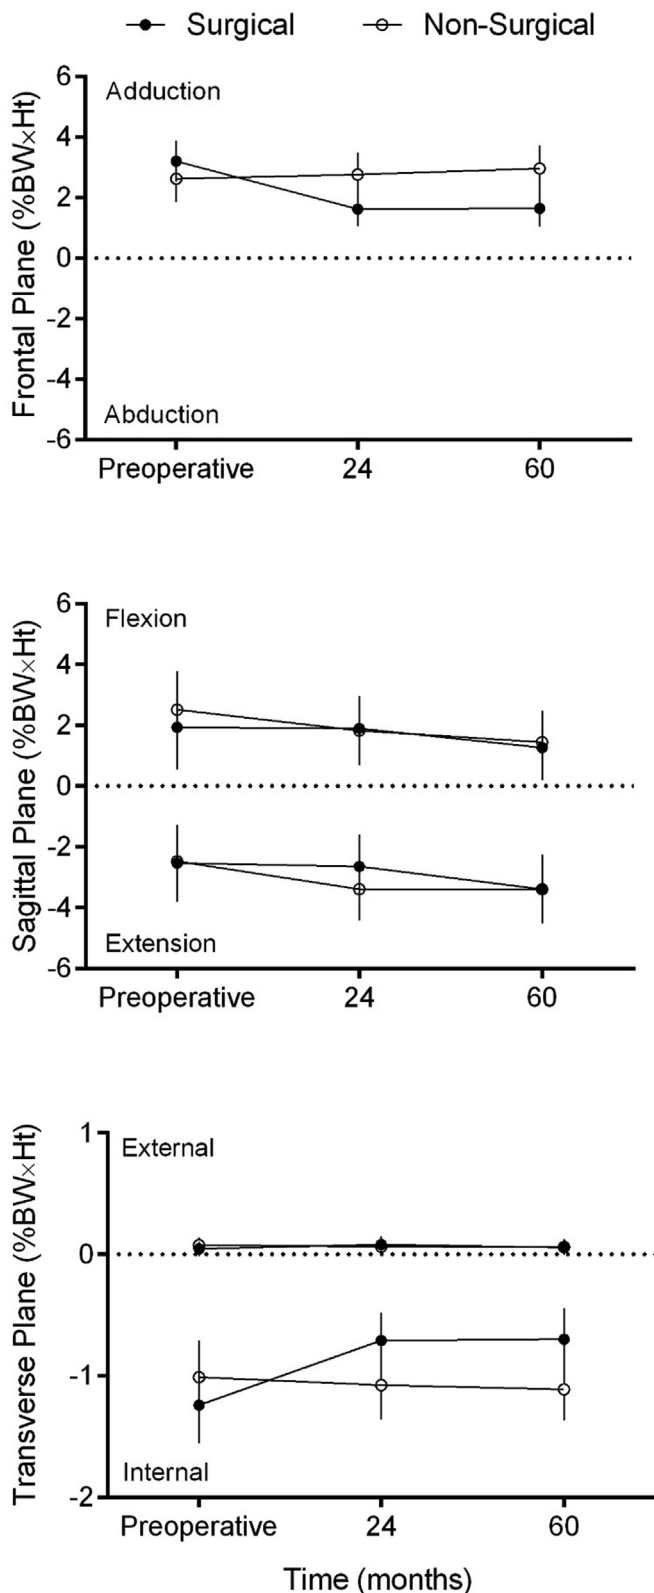 Surgical Non-Surgical
Frontal Plane (%BW×Ht)
6
Adduction
4
2
0
-2
-4
Abduction
-6
Preoperative 24 60
Sagittal Plane (%BW×Ht)
6
Flexion
4
2
0
-2
-4
Extension
-6
Preoperative 24 60
Transverse Plane (%BW×Ht)
1
External
0
-1
Internal
-2
Preoperative 24 60
Time (months)